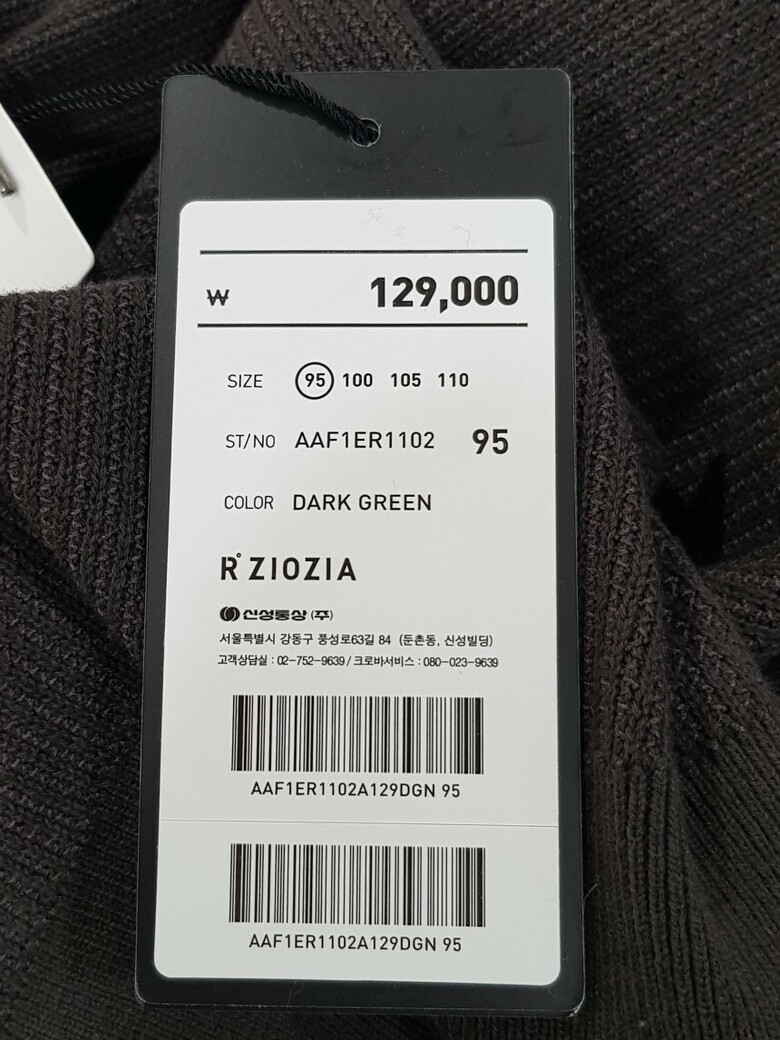 ₩ 129,000
SIZE 95 100 105 110
ST/NO AAF1ER1102 95
COLOR DARK GREEN
R° ZIOZIA
신성통상 (주)
서울특별시 강동구 풍성로63길 84 (둔촌동, 신성빌딩)
고객상담실 : 02-752-9639 / 크로바서비스 : 080-023-9639
AAF1ER1102A129DGN 95
AAF1ER1102A129DGN 95